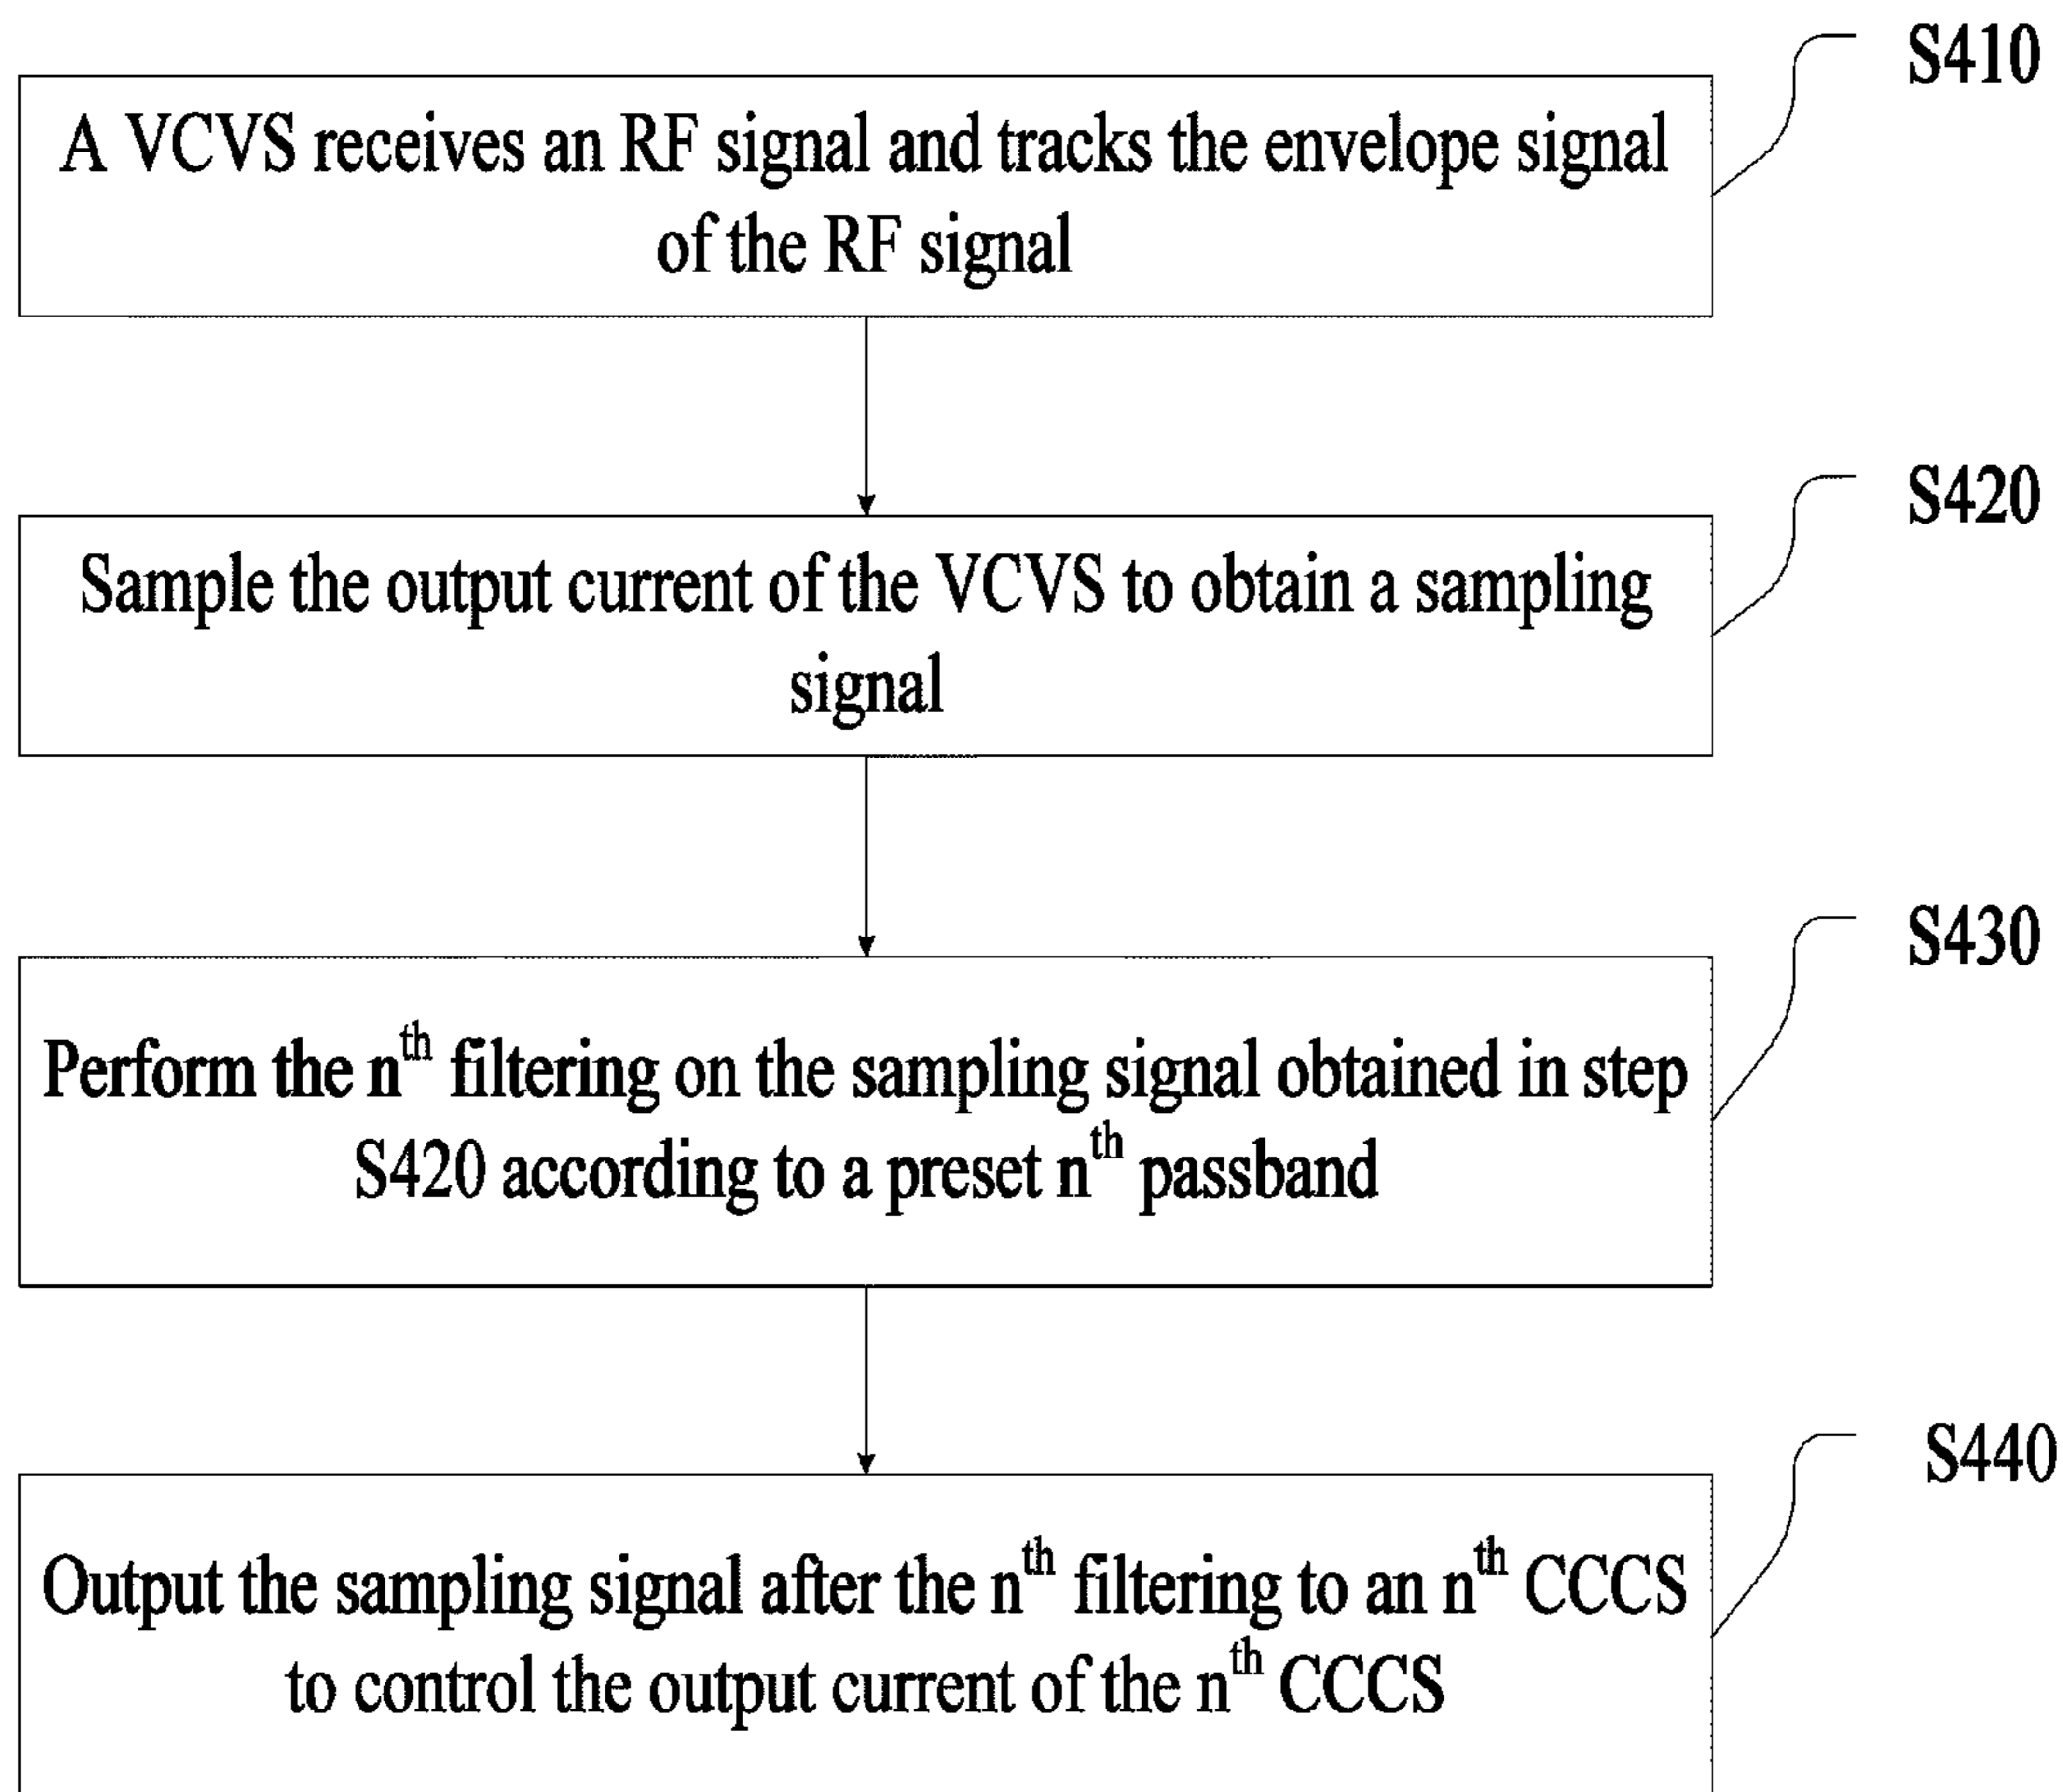 S410
A VCVS receives an RF signal and tracks the envelope signal
of the RF signal
S420
Sample the output current of the VCVS to obtain a sampling
signal
S430
Perform the nth filtering on the sampling signal obtained in step
S420 according to a preset nth passband
S440
Output the sampling signal after the nth filtering to an nth CCCS
to control the output current of the nth CCCS